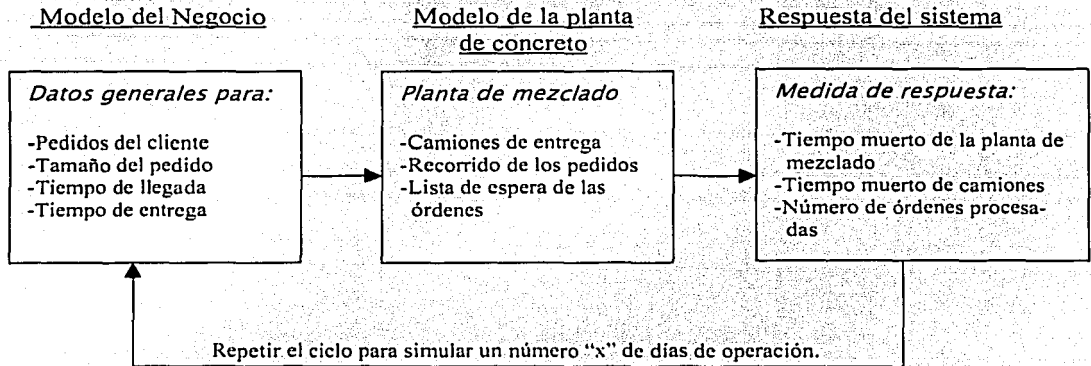 Modelo del Negocio
Modelo de la planta
de concreto
Respuesta del sistema
Datos generales para:
-Pedidos del cliente
-Tamaño del pedido
-Tiempo de llegada
-Tiempo de entrega
Planta de mezclado
-Camiones de entrega
-Recorrido de los pedidos
-Lista de espera de las
órdenes
Medida de respuesta:
-Tiempo muerto de la planta de
mezclado
-Tiempo muerto de camiones
-Número de órdenes procesa-
das
Repetir el ciclo para simular un número “x” de días de operación.